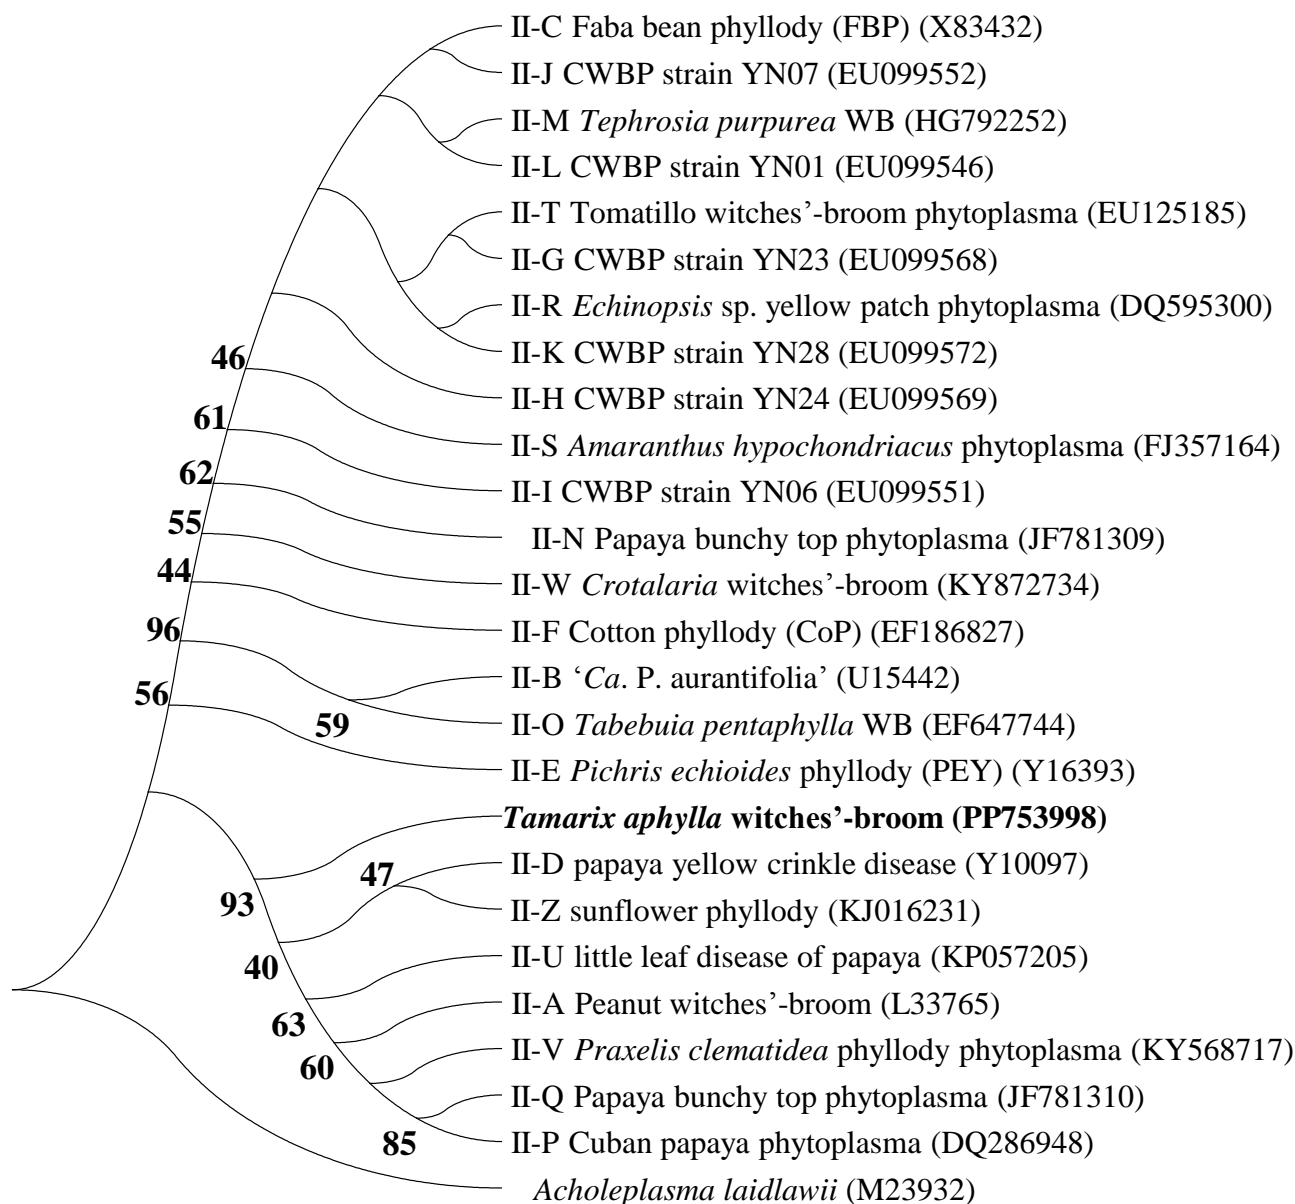 II-C Faba bean phyllody (FBP) (X83432)
II-J CWBP strain YN07 (EU099552)
II-M Tephrosia purpurea WB (HG792252)
II-L CWBP strain YN01 (EU099546)
II-T Tomatillo witches’-broom phytoplasma (EU125185)
II-G CWBP strain YN23 (EU099568)
II-R Echinopsis sp. yellow patch phytoplasma (DQ595300)
II-K CWBP strain YN28 (EU099572)
46
II-H CWBP strain YN24 (EU099569)
61
II-S Amaranthus hypochondriacus phytoplasma (FJ357164)
62
II-I CWBP strain YN06 (EU099551)
55
II-N Papaya bunchy top phytoplasma (JF781309)
44
II-W Crotalaria witches’-broom (KY872734)
96
II-F Cotton phyllody (CoP) (EF186827)
II-B ‘Ca. P. aurantifolia’ (U15442)
56
59
II-O Tabebuia pentaphylla WB (EF647744)
II-E Pichris echioides phyllody (PEY) (Y16393)
Tamarix aphylla witches’-broom (PP753998)
47
II-D papaya yellow crinkle disease (Y10097)
93
II-Z sunflower phyllody (KJ016231)
40
II-U little leaf disease of papaya (KP057205)
63
II-A Peanut witches’-broom (L33765)
60
II-V Praxelis clematidea phyllody phytoplasma (KY568717)
II-Q Papaya bunchy top phytoplasma (JF781310)
85
II-P Cuban papaya phytoplasma (DQ286948)
Acholeplasma laidlawii (M23932)